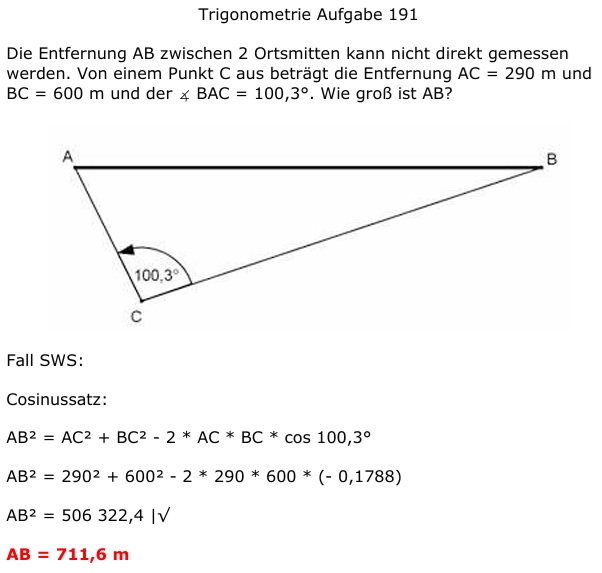 Trigonometrie Aufgabe 191
Die Entfernung AB zwischen 2 Ortsmitten kann nicht direkt gemessen
werden. Von einem Punkt C aus beträgt die Entfernung AC = 290 m und
BC = 600 m und der ∡ BAC = 100,3°. Wie groß ist AB?
A
B
100,3°
C
Fall SWS:
Cosinussatz:
AB² = AC² + BC² - 2 * AC * BC * cos 100,3°
AB² = 290² + 600² - 2 * 290 * 600 * (- 0,1788)
AB² = 506 322,4 |√
AB = 711,6 m